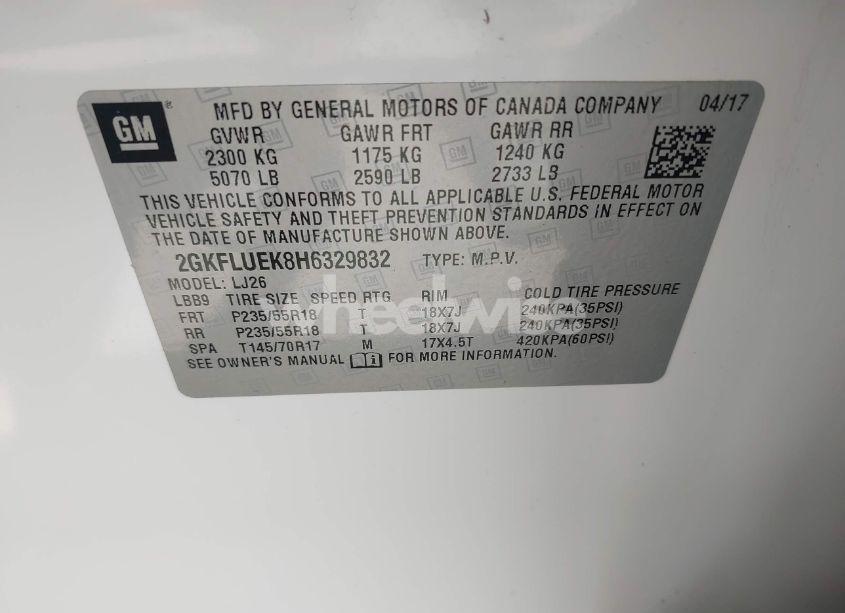 GM ® MFD BY GENERAL MOTORS OF CANADA COMPANY 04/17
GVWR GAWR FRT GAWR RR
2300 KG 1175 KG 1240 KG
5070 LB 2590 LB 2733 LB
THIS VEHICLE CONFORMS TO ALL APPLICABLE U.S. FEDERAL MOTOR
VEHICLE SAFETY AND THEFT PREVENTION STANDARDS IN EFFECT ON
THE DATE OF MANUFACTURE SHOWN ABOVE.
2GKFLUEK8H6329832 TYPE: M.P.V.
MODEL: LJ26
LBB9 TIRE SIZE SPEED RTG RIM COLD TIRE PRESSURE
FRT P235/55R18 T 18X7J 240KPA(35PSI)
RR P235/55R18 T 18X7J 240KPA(35PSI)
SPA T145/70R17 M 17X4.5T 420KPA(60PSI)
SEE OWNER'S MANUAL FOR MORE INFORMATION.
wheelwise